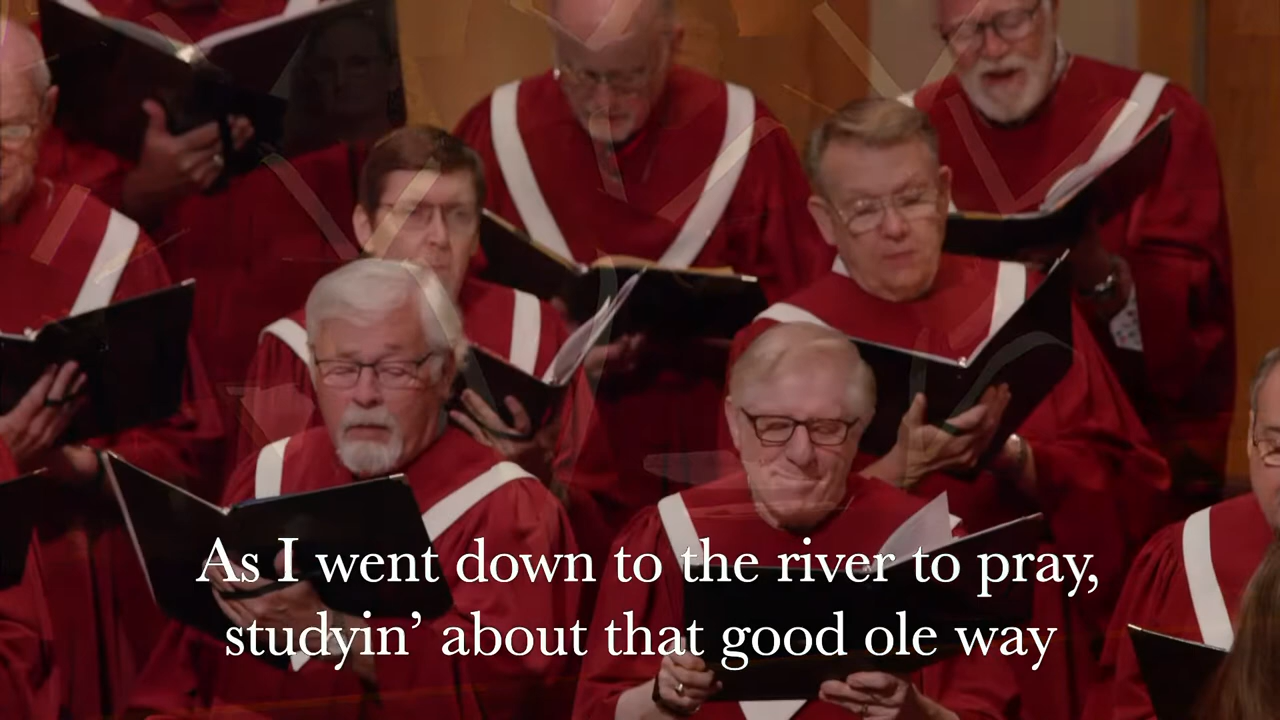 As I went down to the river to pray,
studyin’ about that good ole way